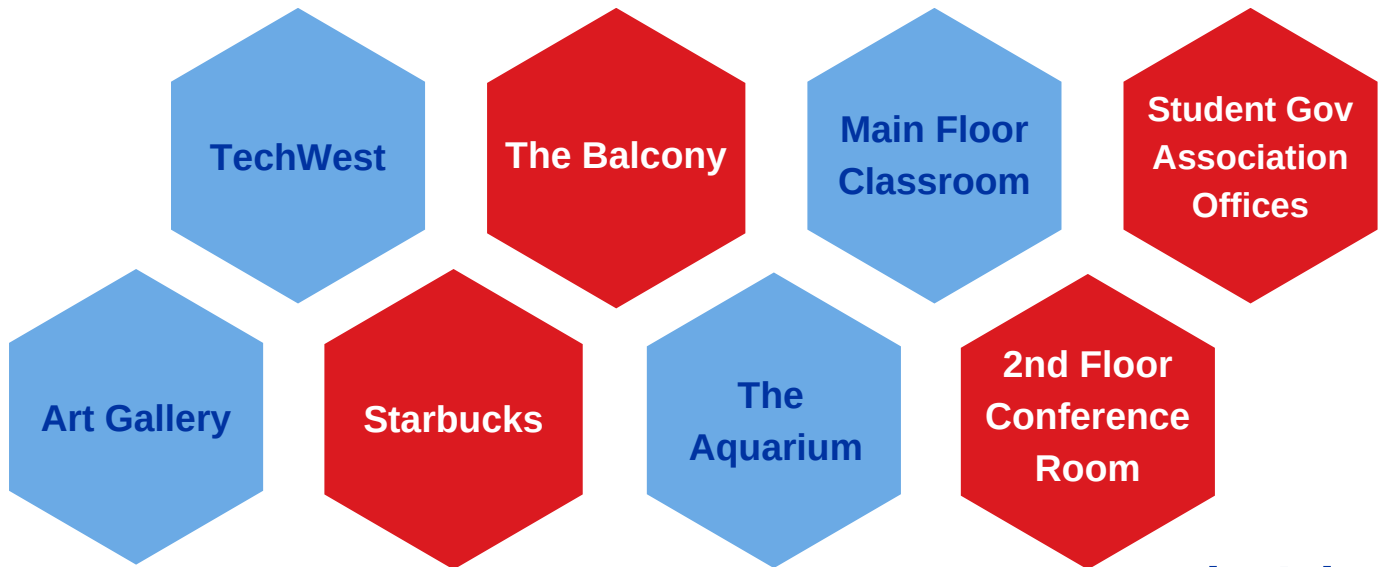 TechWest
The Balcony
Main Floor
Classroom
Student Gov
Association
Offices
Art Gallery
Starbucks
The
Aquarium
2nd Floor
Conference
Room